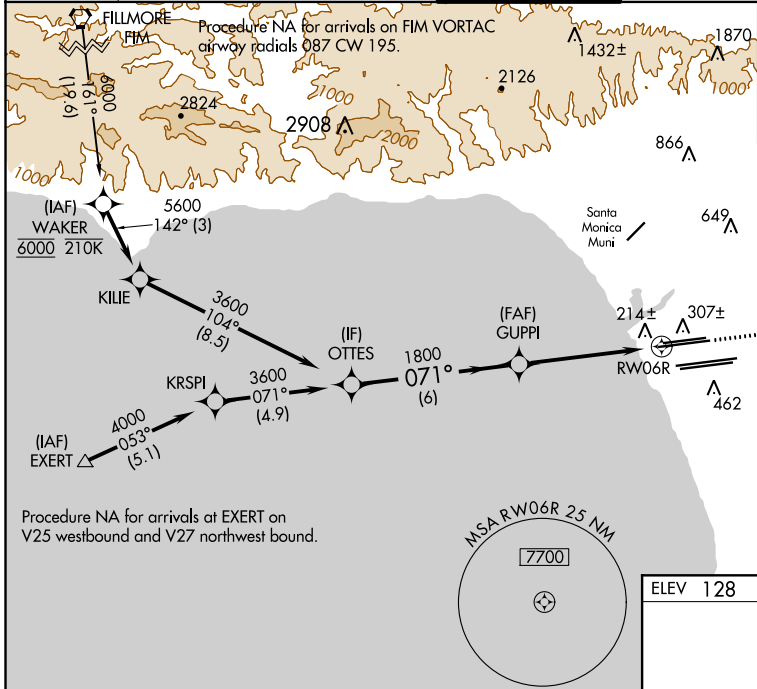 FILLMORE
FIM
Procedure NA for arrivals on FIM VORTAC
airway radials 087 CW 195.
6000
161°
(19.6)
1432±
1870
1000
2126
1000
2824
2908
2000
866
1000
(IAF)
WAKER
6000 210K
5600
142° (3)
Santa
Monica
Muni
649
KILIE
3600
104°
(8.5)
(IF)
OTTES
(FAF)
GUPPI
214±
307±
RW06R
1800
071°
(6)
KRSPI
3600
071°
(4.9)
462
4000
053°
(5.1)
(IAF)
EXERT
Procedure NA for arrivals at EXERT on
V25 westbound and V27 northwest bound.
MSA RW06R 25 NM
7700
ELEV 128